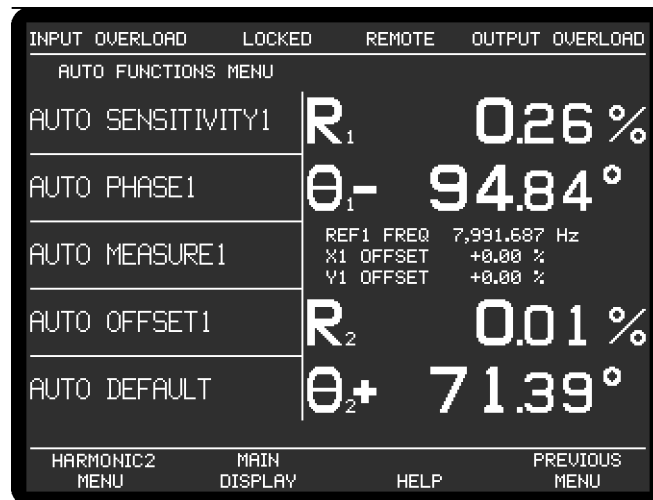 INPUT OVERLOAD LOCKED REMOTE OUTPUT OVERLOAD
AUTO FUNCTIONS MENU
AUTO SENSITIVITY1
R1 0.26 %
AUTO PHASE1
θ1- 94.84°
AUTO MEASURE1
REF1 FREQ 7,991.687 Hz
X1 OFFSET +0.00 %
Y1 OFFSET +0.00 %
AUTO OFFSET1
R2 0.01 %
AUTO DEFAULT
θ2+ 71.39°
HARMONIC2 MENU
MAIN DISPLAY
HELP
PREVIOUS MENU